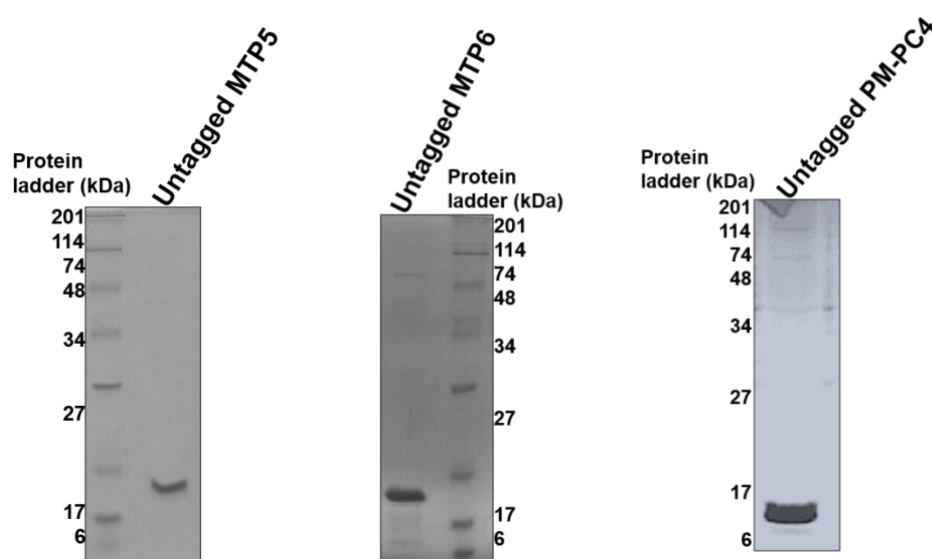 Untagged MTP5
Protein
ladder (kDa)
201
114
74
48
34
27
17
6
Untagged MTP6
Protein
ladder (kDa)
201
114
74
48
34
27
17
6
Untagged PM-PC4
Protein
ladder (kDa)
201
114
74
48
34
27
17
6